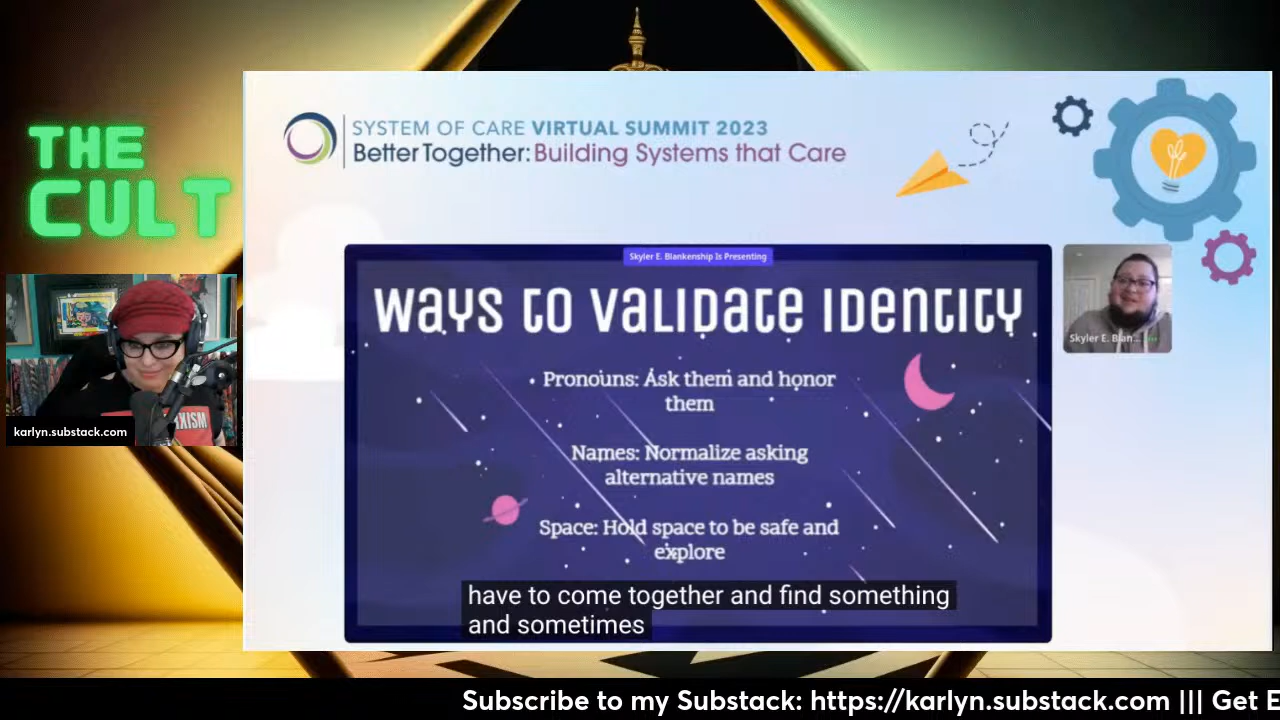 THE
CULT
SYSTEM OF CARE VIRTUAL SUMMIT 2023
Better Together: Building Systems that Care
Skyler E. Blankenship Is Presenting
Ways to Validate Identity
Pronouns: Ask them and honor
them
Names: Normalize asking
alternative names
Space: Hold space to be safe and
explore
Skyler E. Blan...
karlyn.substack.com
have to come together and find something
and sometimes
Subscribe to my Substack: https://karlyn.substack.com ||| Get E